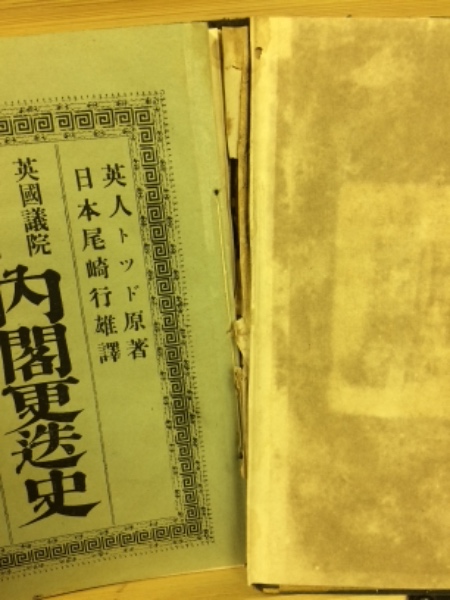 英人トッド原著
日本尾崎行雄譯
英國議院
内閣更迭史